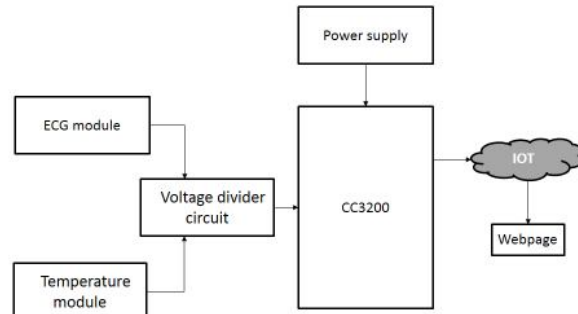 Power supply
ECG module
IOT
Voltage divider
circuit
CC3200
Webpage
Temperature
module